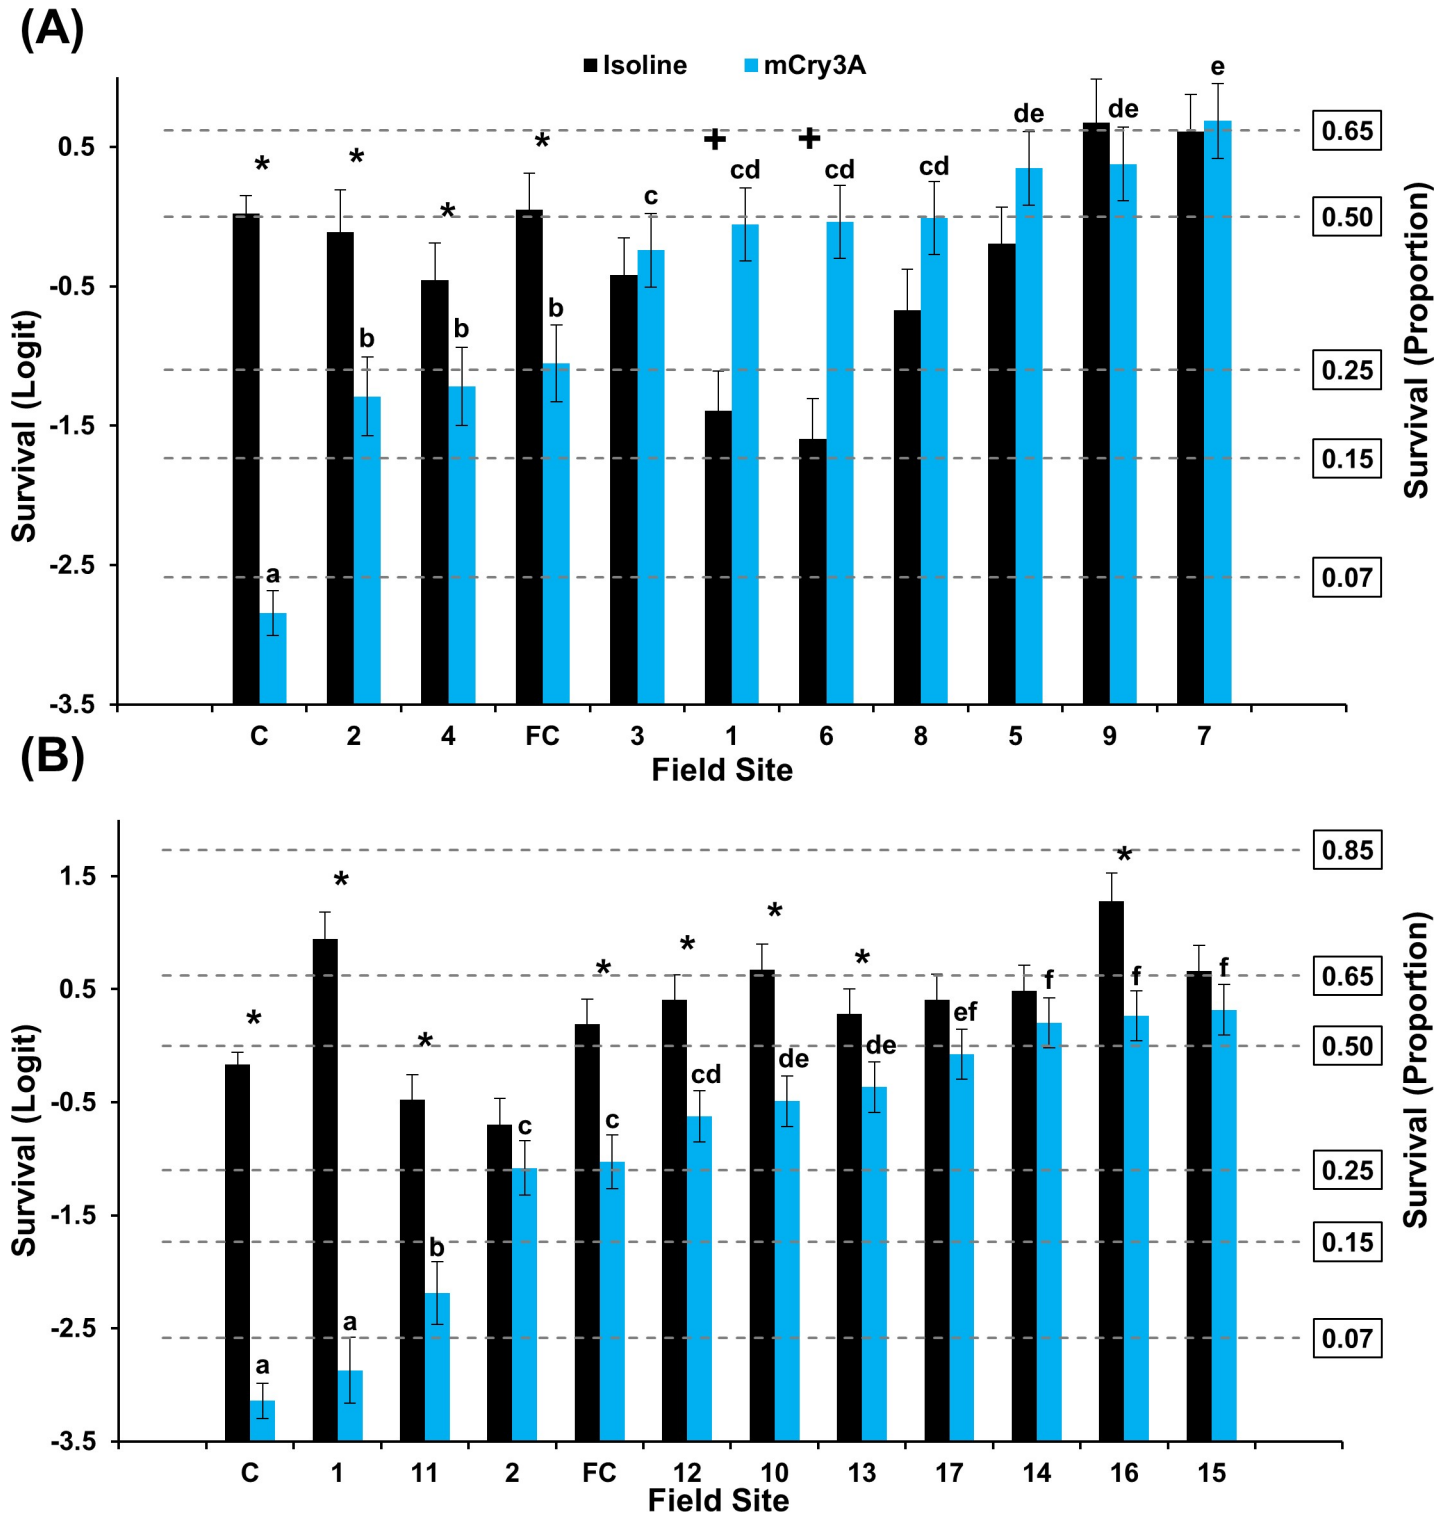 (A)
Isoline mCry3A
0.5
-0.5
-1.5
-2.5
-3.5
Survival (Logit)
* * * * + +
a b b b c cd cd cd de de e
0.65
0.50
0.25
0.15
0.07
Survival (Proportion)
C 2 4 FC 3 1 6 8 5 9 7
Field Site
(B)
1.5
0.5
-0.5
-1.5
-2.5
-3.5
Survival (Logit)
* * * * * * * *
a a b c c cd de de ef f f f
0.85
0.65
0.50
0.25
0.15
0.07
Survival (Proportion)
C 1 11 2 FC 12 10 13 17 14 16 15
Field Site